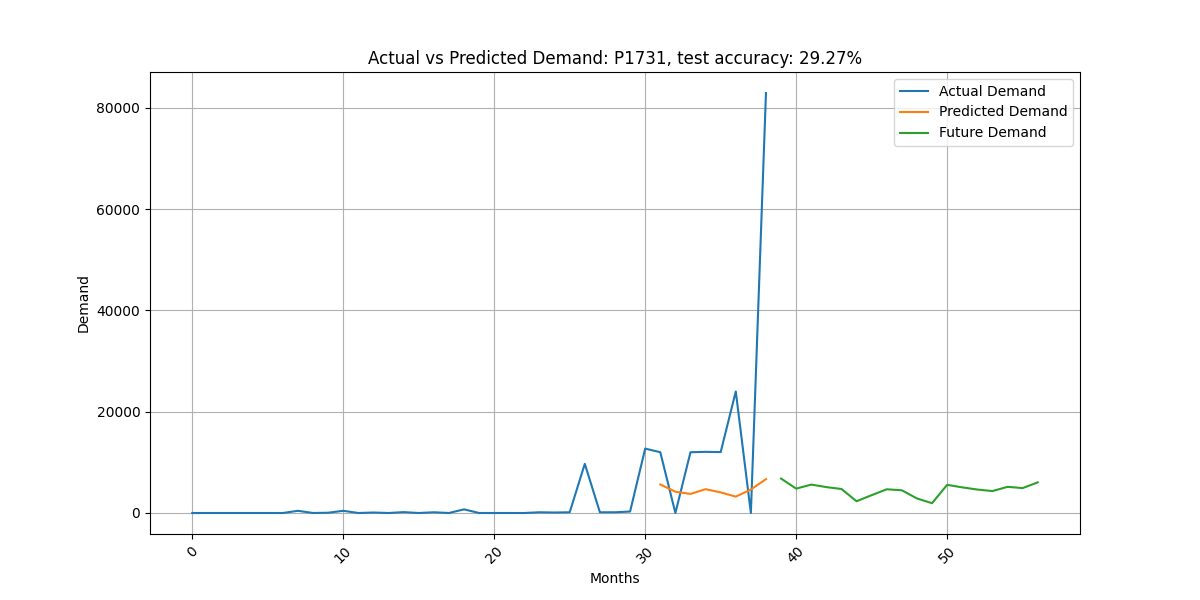 Actual vs Predicted Demand: P1731, test accuracy: 29.27%
Actual Demand
Predicted Demand
Future Demand
80000
60000
40000
20000
0
Demand
0
10
20
30
40
50
Months